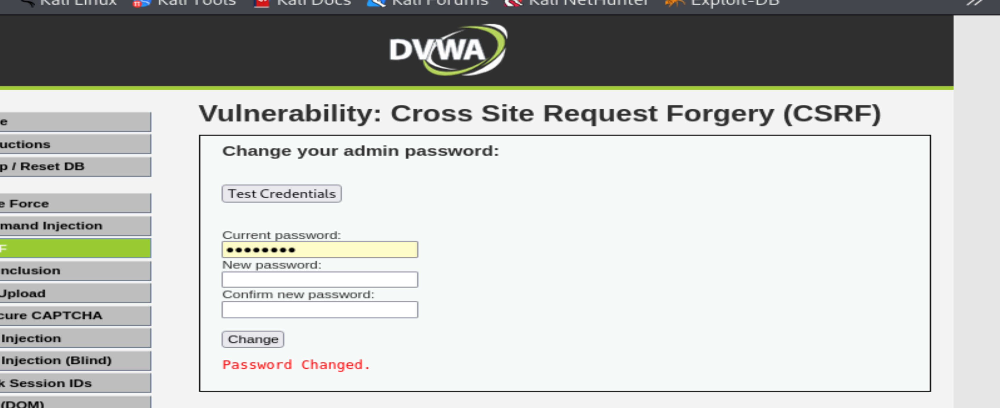 Kali Linux Kali Tools Kali Docs Kali Forums Kali NetHunter Exploit-DB
DVWA
Vulnerability: Cross Site Request Forgery (CSRF)
e
uctions
p / Reset DB
e Force
mand Injection
F
nclusion
Upload
cure CAPTCHA
Injection
Injection (Blind)
k Session IDs
(DOM)
Change your admin password:
Test Credentials
Current password:
••••••••
New password:
Confirm new password:
Change
Password Changed.